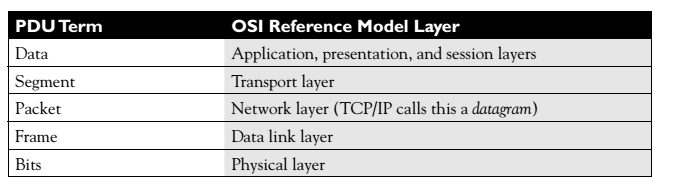 PDU Term OSI Reference Model Layer
Data Application, presentation, and session layers
Segment Transport layer
Packet Network layer (TCP/IP calls this a datagram)
Frame Data link layer
Bits Physical layer